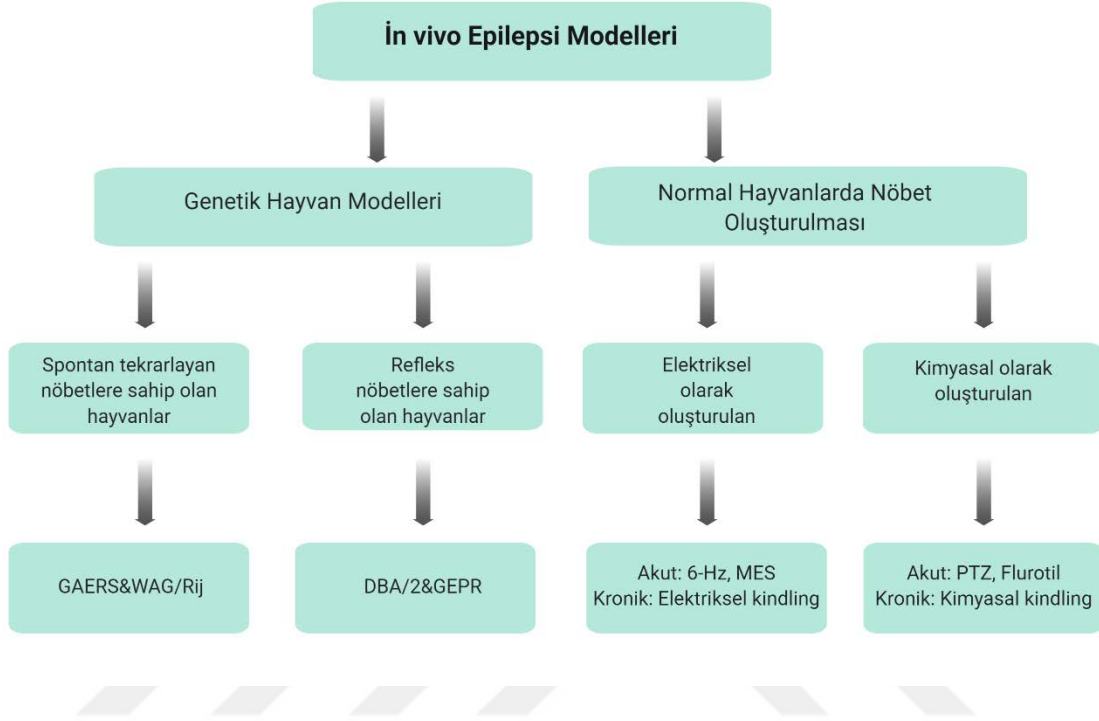 İn vivo Epilepsi Modelleri
Genetik Hayvan Modelleri
Normal Hayvanlarda Nöbet
Oluşturulması
Spontan tekrarlayan
nöbetlere sahip olan
hayvanlar
Refleks
nöbetlere sahip
olan hayvanlar
Elektriksel
olarak
oluşturulan
Kimyasal olarak
oluşturulan
GAERS&WAG/Rij
DBA/2&GEPR
Akut: 6-Hz, MES
Kronik: Elektriksel kindling
Akut: PTZ, Flurotil
Kronik: Kimyasal kindling